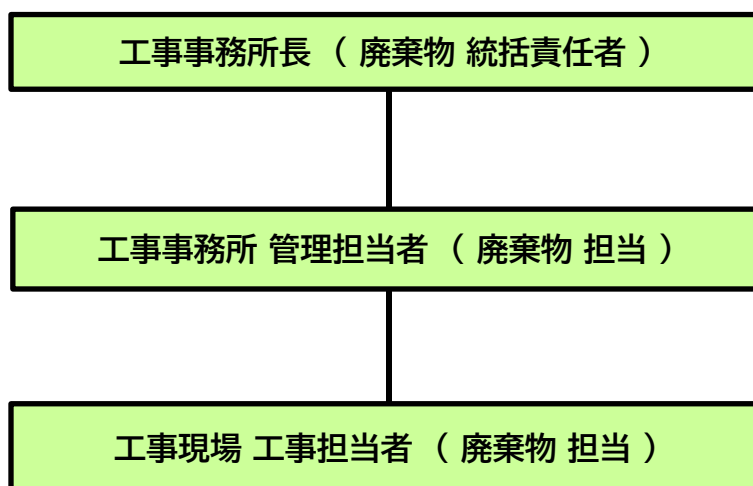 工事事務所長 （ 廃棄物 統括責任者 ）
工事事務所 管理担当者 （ 廃棄物 担当 ）
工事現場 工事担当者 （ 廃棄物 担当 ）